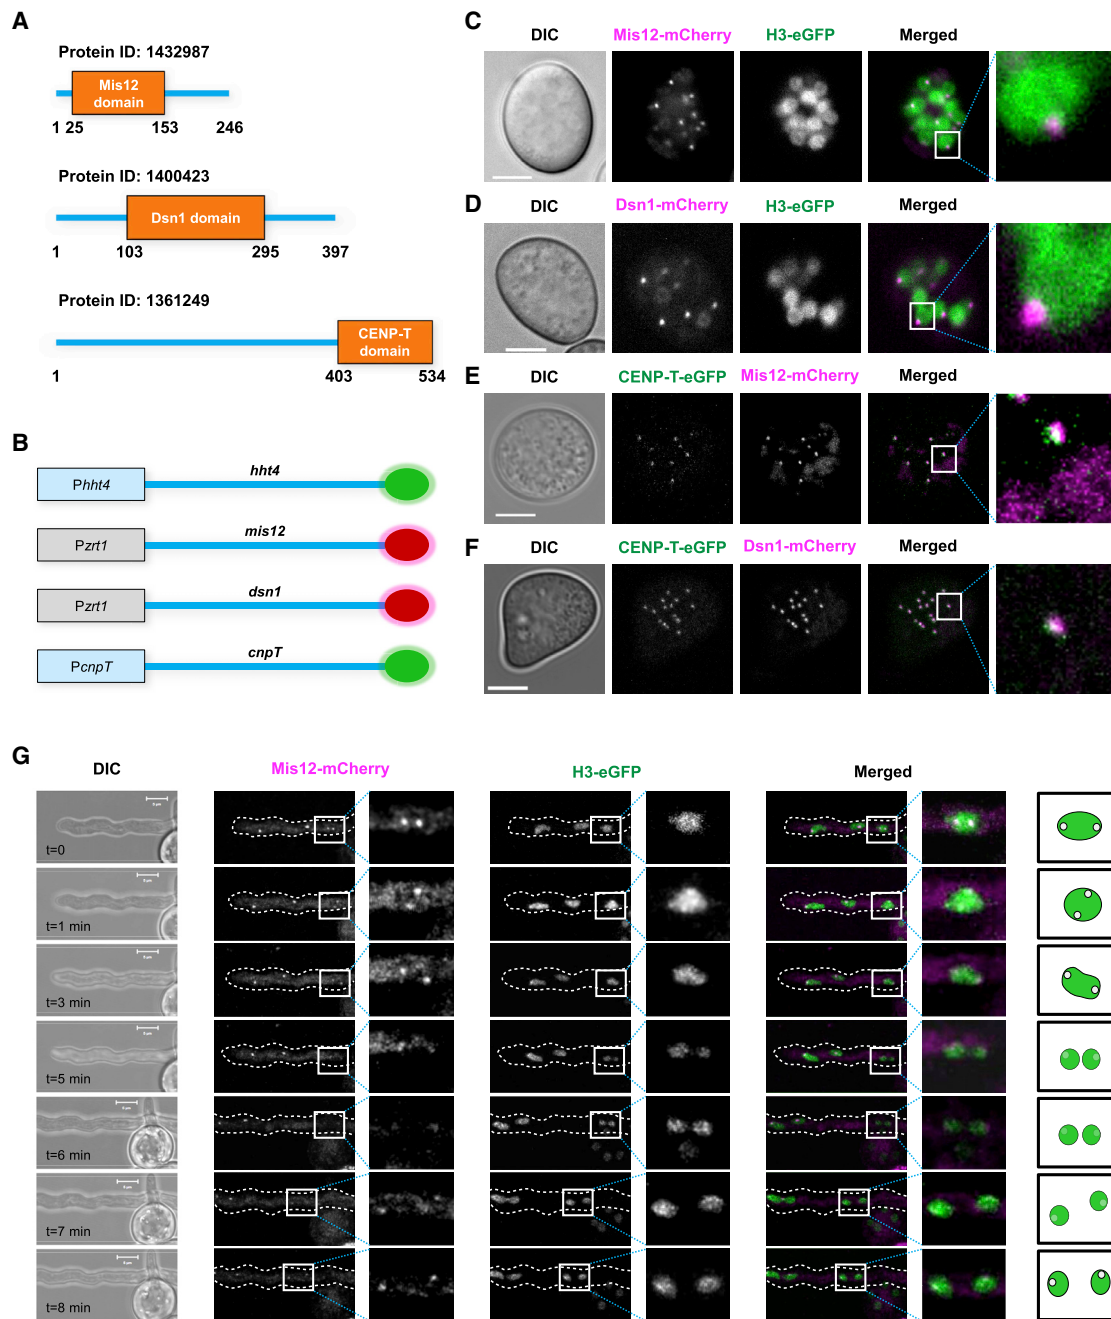 A
Protein ID: 1432987
Mis12
domain
1 25 153 246
Protein ID: 1400423
Dsn1 domain
1 103 295 397
Protein ID: 1361249
CENP-T
domain
1 403 534
B
Phht4 hht4
Pzrt1 mis12
Pzrt1 dsn1
PcnpT cnpT
C
DIC Mis12-mCherry H3-eGFP Merged
D
DIC Dsn1-mCherry H3-eGFP Merged
E
DIC CENP-T-eGFP Mis12-mCherry Merged
F
DIC CENP-T-eGFP Dsn1-mCherry Merged
G
DIC Mis12-mCherry H3-eGFP Merged
t=0
t=1 min
t=3 min
t=5 min
t=6 min
t=7 min
t=8 min